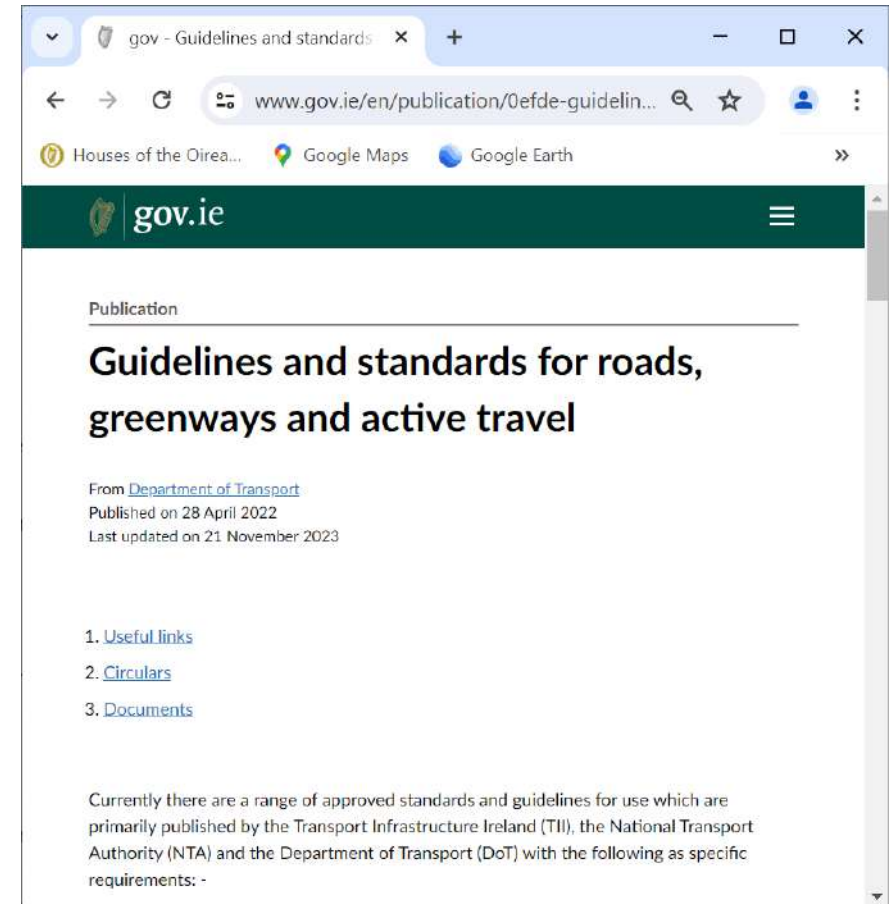 gov - Guidelines and standards
www.gov.ie/en/publication/0efde-guidelin...
Houses of the Oirea... Google Maps Google Earth
gov.ie
Publication
Guidelines and standards for roads,
greenways and active travel
From Department of Transport
Published on 28 April 2022
Last updated on 21 November 2023
1. Useful links
2. Circulars
3. Documents
Currently there are a range of approved standards and guidelines for use which are
primarily published by the Transport Infrastructure Ireland (TII), the National Transport
Authority (NTA) and the Department of Transport (DoT) with the following as specific
requirements: -